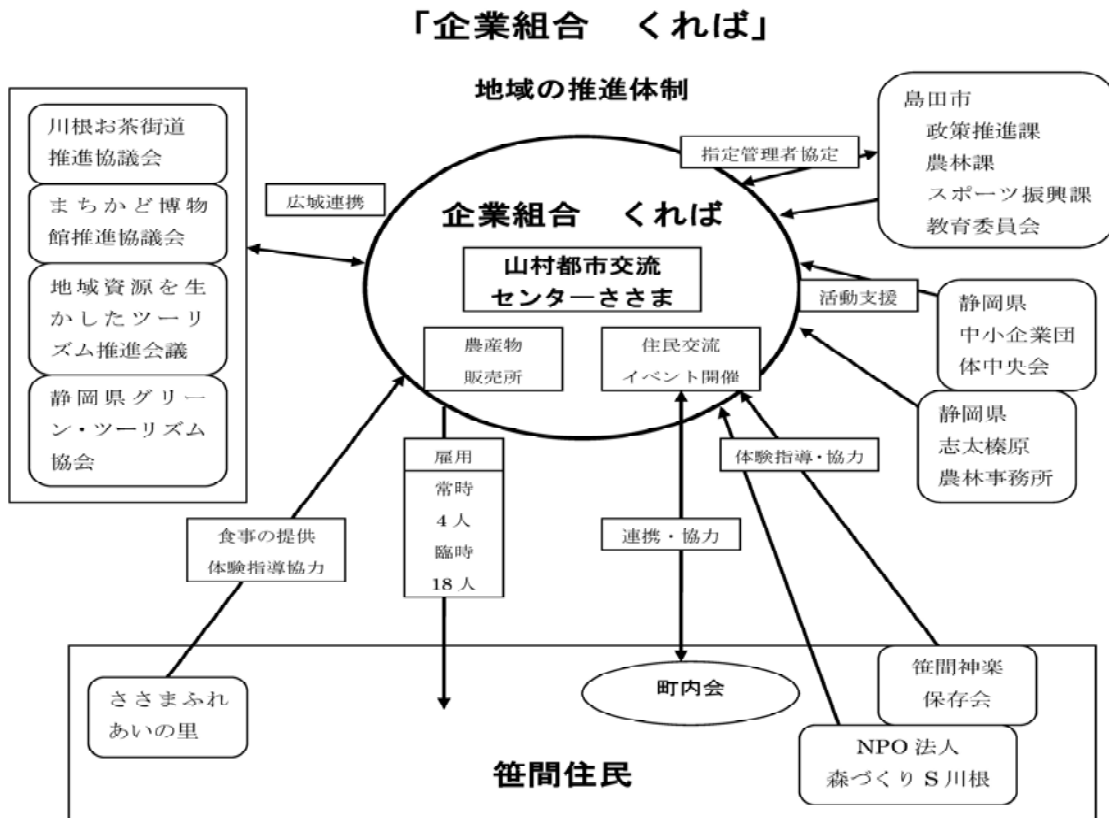 「企業組合　くれば」
地域の推進体制
川根お茶街道
推進協議会
まちかど博物
館推進協議会
地域資源を生
かしたツーリ
ズム推進会議
静岡県グリー
ン・ツーリズム
協会
広域連携
企業組合　くれば
山村都市交流
センターささま
農産物
販売所
住民交流
イベント開催
指定管理者協定
島田市
政策推進課
農林課
スポーツ振興課
教育委員会
活動支援
静岡県
中小企業団
体中央会
静岡県
志太榛原
農林事務所
雇用
常時
4人
臨時
18人
体験指導・協力
連携・協力
食事の提供
体験指導協力
ささまふれ
あいの里
町内会
笹間神楽
保存会
NPO 法人
森づくり S 川根
笹間住民